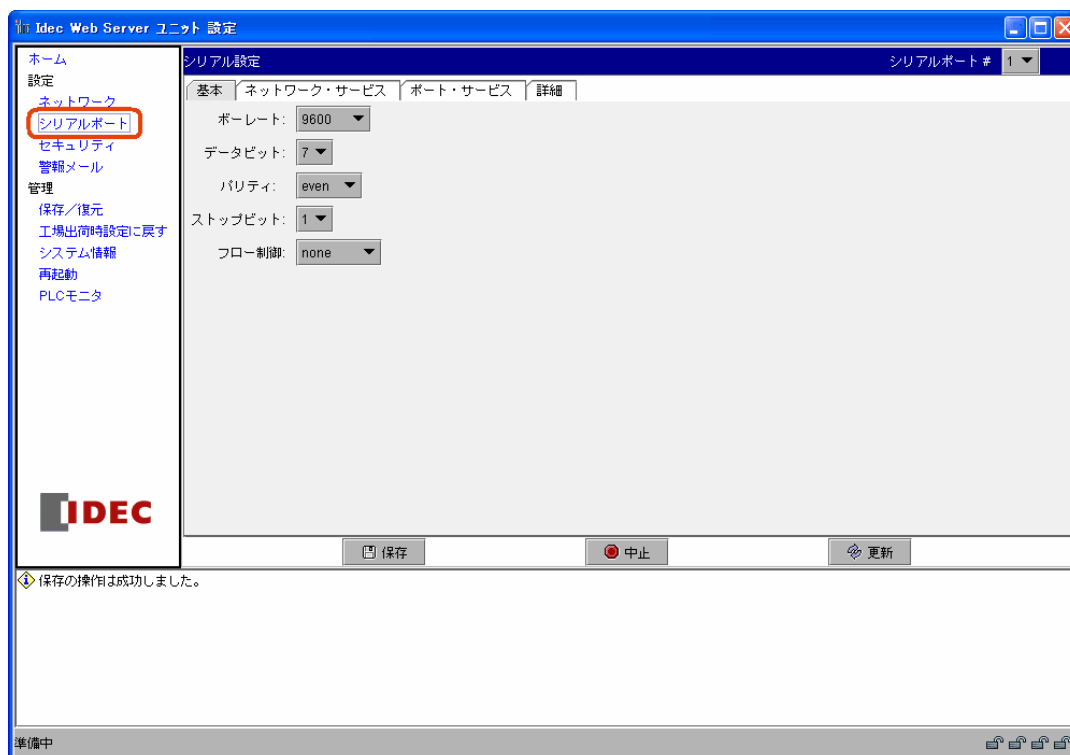 Idec Web Server ユニット 設定
ホーム
設定
ネットワーク
シリアルポート
セキュリティ
警報メール
管理
保存／復元
工場出荷時設定に戻す
システム情報
再起動
PLCモニタ
IDEC
シリアル設定
シリアルポート # 1
基本 ネットワーク・サービス ポート・サービス 詳細
ボーレート: 9600
データビット: 7
パリティ: even
ストップビット: 1
フロー制御: none
保存 中止 更新
保存の操作は成功しました。
準備中